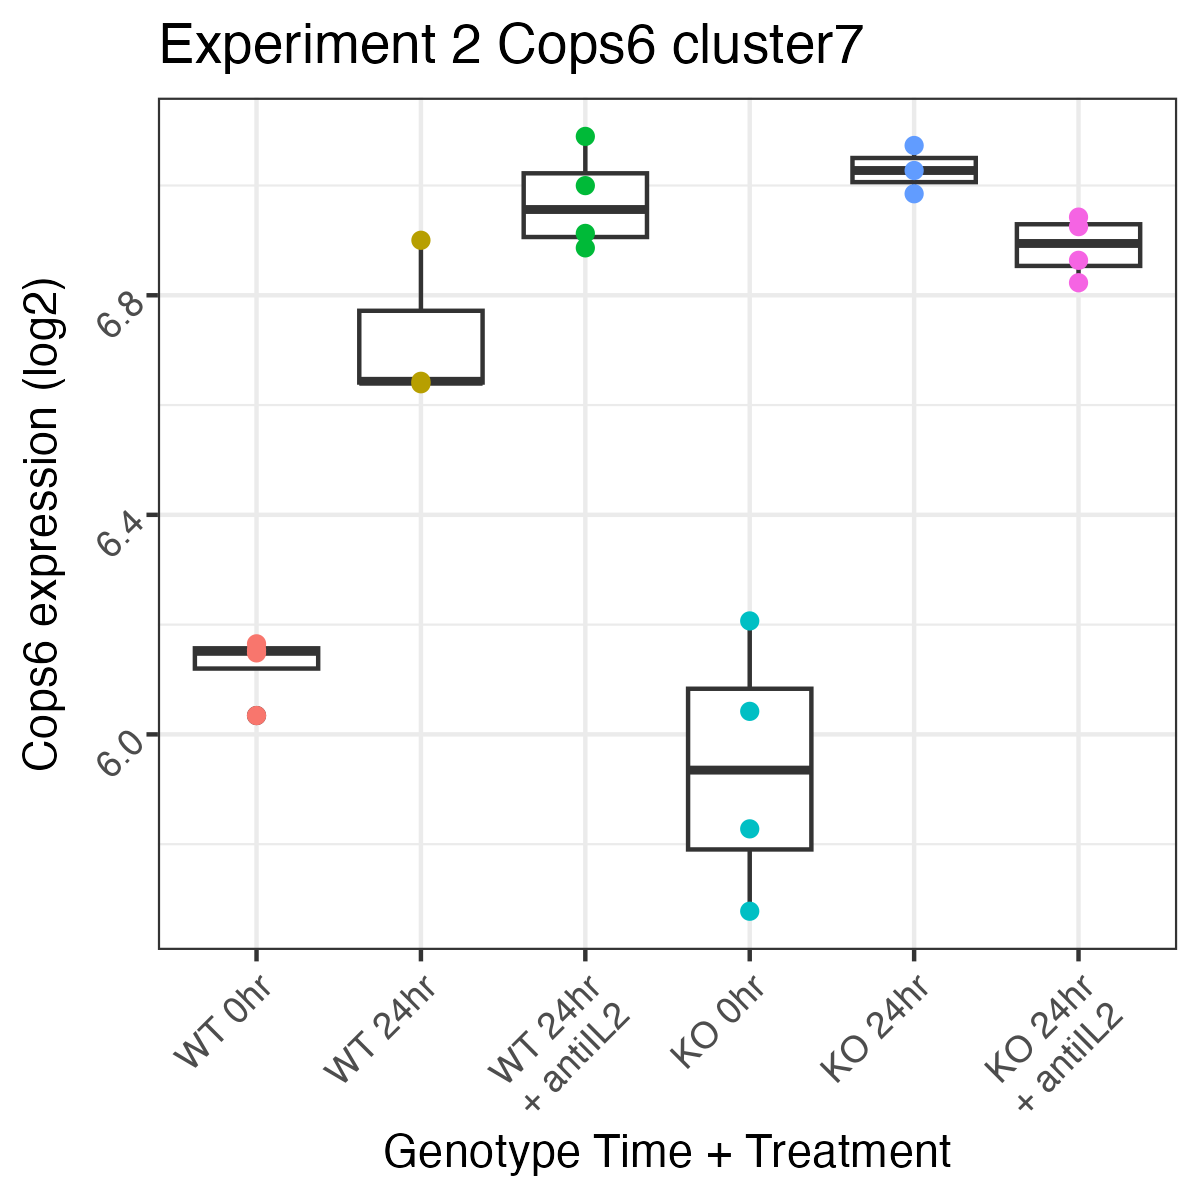 Experiment 2 Cops6 cluster7
Cops6 expression (log2)
6.8
6.4
6.0
WT 0hr
WT 24hr
WT 24hr
+ antiIL2
KO 0hr
KO 24hr
KO 24hr
+ antiIL2
Genotype Time + Treatment